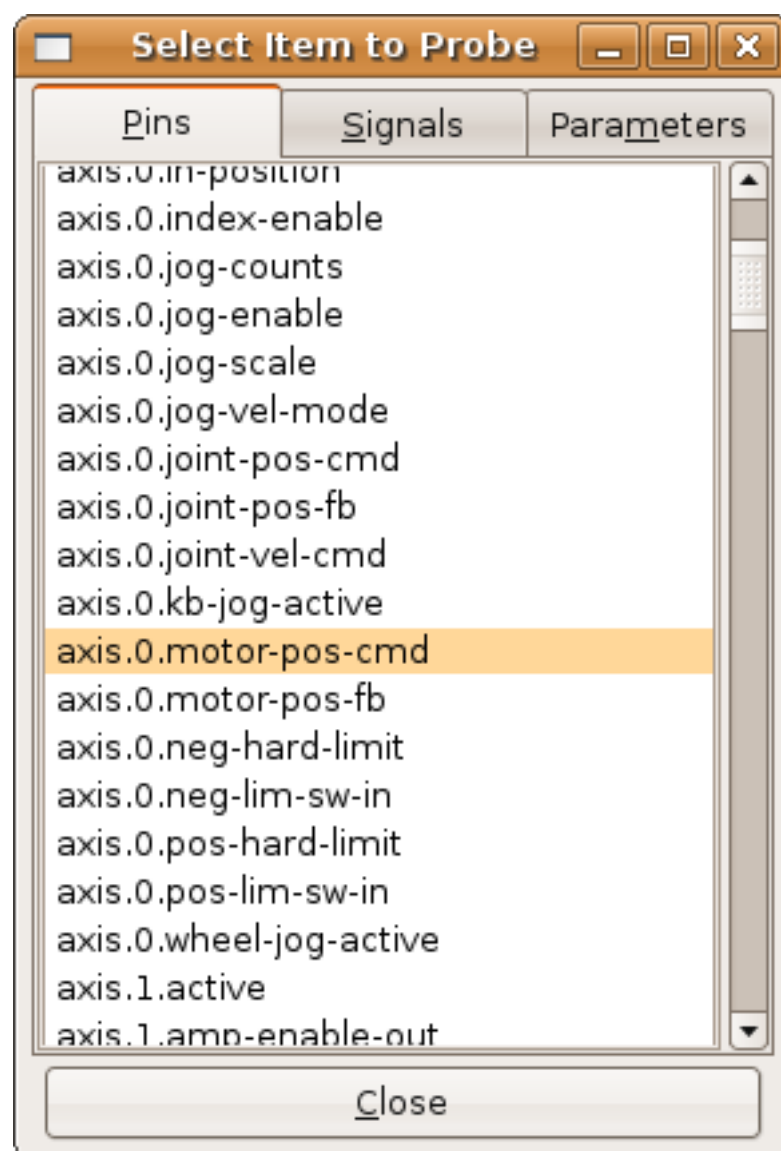 Select Item to Probe
Pins Signals Parameters
axis.0.in-position
axis.0.index-enable
axis.0.jog-counts
axis.0.jog-enable
axis.0.jog-scale
axis.0.jog-vel-mode
axis.0.joint-pos-cmd
axis.0.joint-pos-fb
axis.0.joint-vel-cmd
axis.0.kb-jog-active
axis.0.motor-pos-cmd
axis.0.motor-pos-fb
axis.0.neg-hard-limit
axis.0.neg-lim-sw-in
axis.0.pos-hard-limit
axis.0.pos-lim-sw-in
axis.0.wheel-jog-active
axis.1.active
axis.1.amp-enable-out
Close